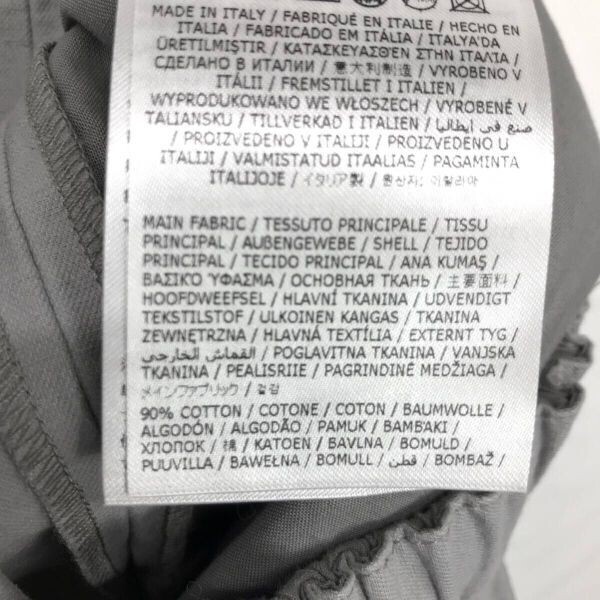 MADE IN ITALY / FABRIQUÉ EN ITALIE / HECHO EN
ITALIA / FABRICADO EM ITÁLIA / ITALYA'DA
ÜRETILMIŞTIR / ΚΑΤΑΣΚΕΥΑΣΘΕΝ ΣΤΗΝ ΙΤΑΛΙΑ /
СДЕЛАНО В ИТАЛИИ / 意大利制造 / VYROBENO V
ITÁLII / FREMSTILLET I ITALIEN /
WYPRODUKOWANO WE WŁOSZECH / VYROBENÉ V
TALIANSKU / TILLVERKAD I ITALIEN / صنع في ايطاليا
/ PROIZVEDENO V ITALIJI / PROIZVEDENO U
ITALIJI / VALMISTATUD ITAALIAS / PAGAMINTA
ITALIJOJE / イタリア製 / 원산지: 이탈리아
MAIN FABRIC / TESSUTO PRINCIPALE / TISSU
PRINCIPAL / AUßENGEWEBE / SHELL / TEJIDO
PRINCIPAL / TECIDO PRINCIPAL / ANA KUMAŞ /
ΒΑΣΙΚΟ ΎΦΑΣΜΑ / ОСНОВНАЯ ТКАНЬ / 主要面料 /
HOOFDWEEFSEL / HLAVNÍ TKANINA / UDVENDIGT
TEKSTILSTOF / ULKOINEN KANGAS / TKANINA
ZEWNĘTRZNA / HLAVNÁ TEXTÍLIA / EXTERNT TYG /
القماش الخارجي / POGLAVITNA TKANINA / VANJSKA
TKANINA / PEALISRIIE / PAGRINDINĖ MEDŽIAGA /
メインファブリック / 겉감
90% COTTON / COTONE / COTON / BAUMWOLLE /
ALGODÓN / ALGODÃO / PAMUK / ΒΑΜΒΆΚΙ /
ХЛОПОК / 棉 / KATOEN / BAVLNA / BOMULD /
PUUVILLA / BAWEŁNA / BOMULL / قطن / BOMBAŽ /